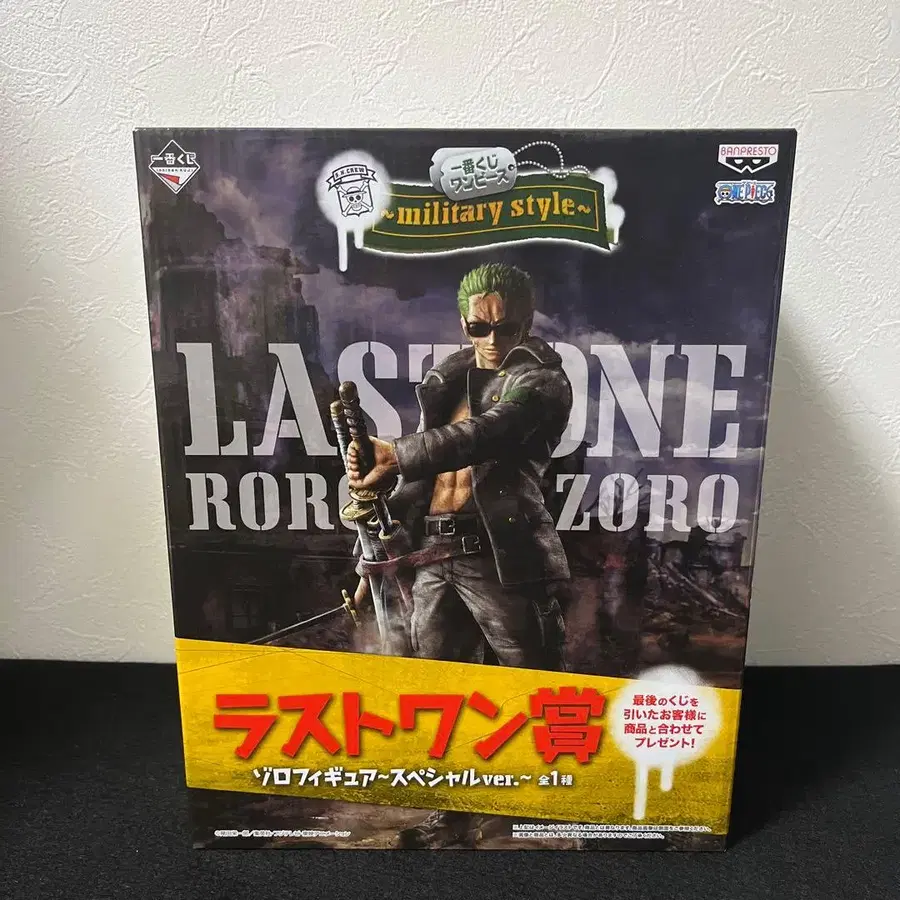 一番くじ
ICHIBAN KUJI
S.H.CREW
一番くじ
ワンピース
~military style~
BANPRESTO
ONE PIECE
LAST ONE
RORO ZORO
ラストワン賞
ゾロフィギュア~スペシャルver.~ 全1種
最後のくじを
引いたお客様に
商品と合わせて
プレゼント!